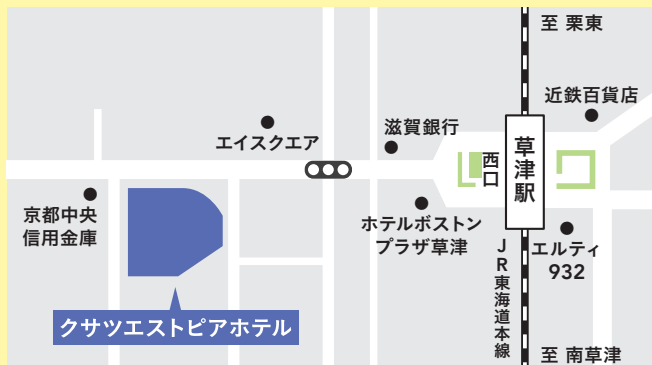 至 栗東
近鉄百貨店
滋賀銀行
エイスクエア
西口
草津駅
京都中央
信用金庫
ホテルボストン
プラザ草津
エルティ
932
JR東海道本線
クサツエストピアホテル
至 南草津